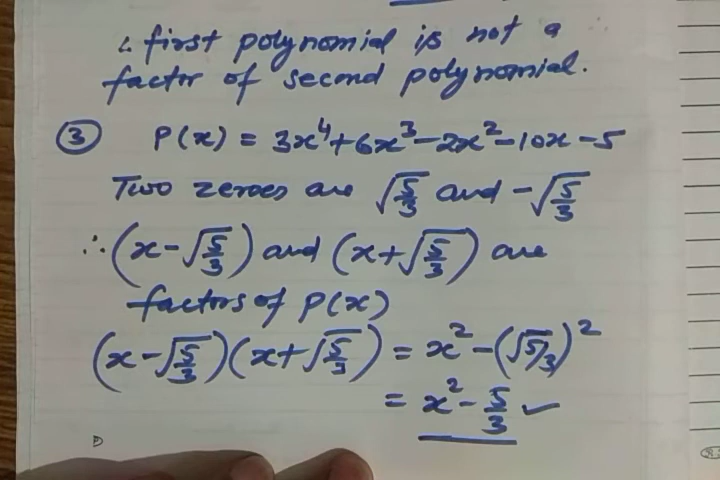 ∴ first polynomial is not a
factor of second polynomial.
③ P(x) = 3x⁴+6x³-2x²-10x-5
Two zeroes are √5/3 and -√5/3
∴ (x-√5/3) and (x+√5/3) are
factors of P(x)
(x-√5/3)(x+√5/3) = x²-(√5/3)²
= x²-5/3 ✓